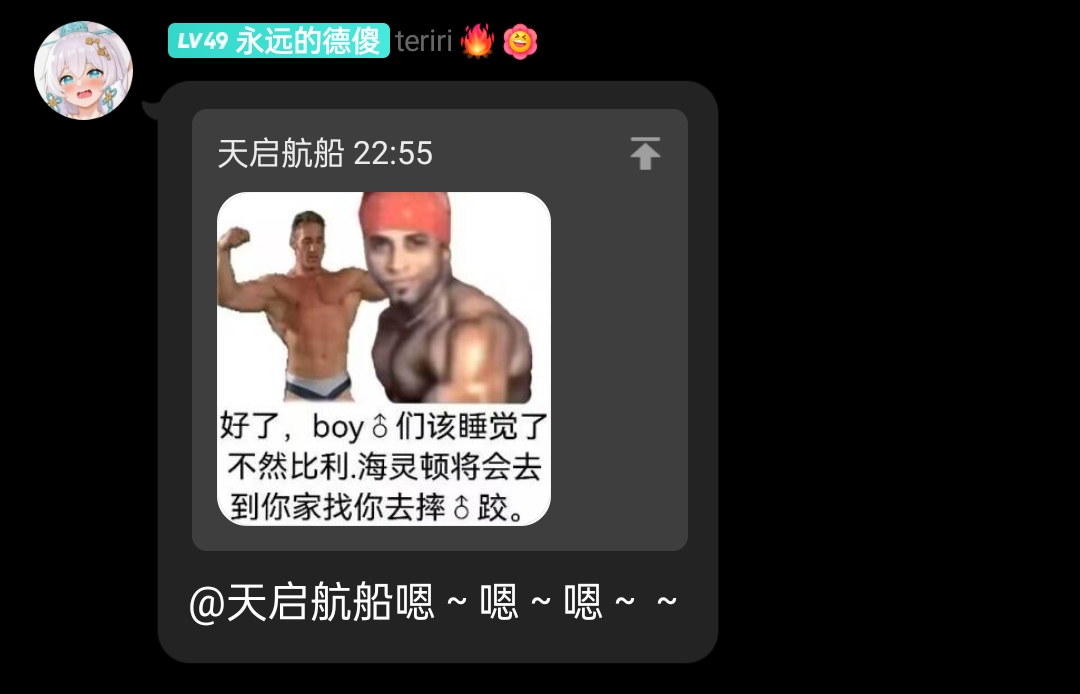 LV49 永远的德傻 teriri🔥
天启航船 22:55
好了，boy♂们该睡觉了
不然比利.海灵顿将会去
到你家找你去摔♂跤。
@天启航船嗯～嗯～嗯～ ～